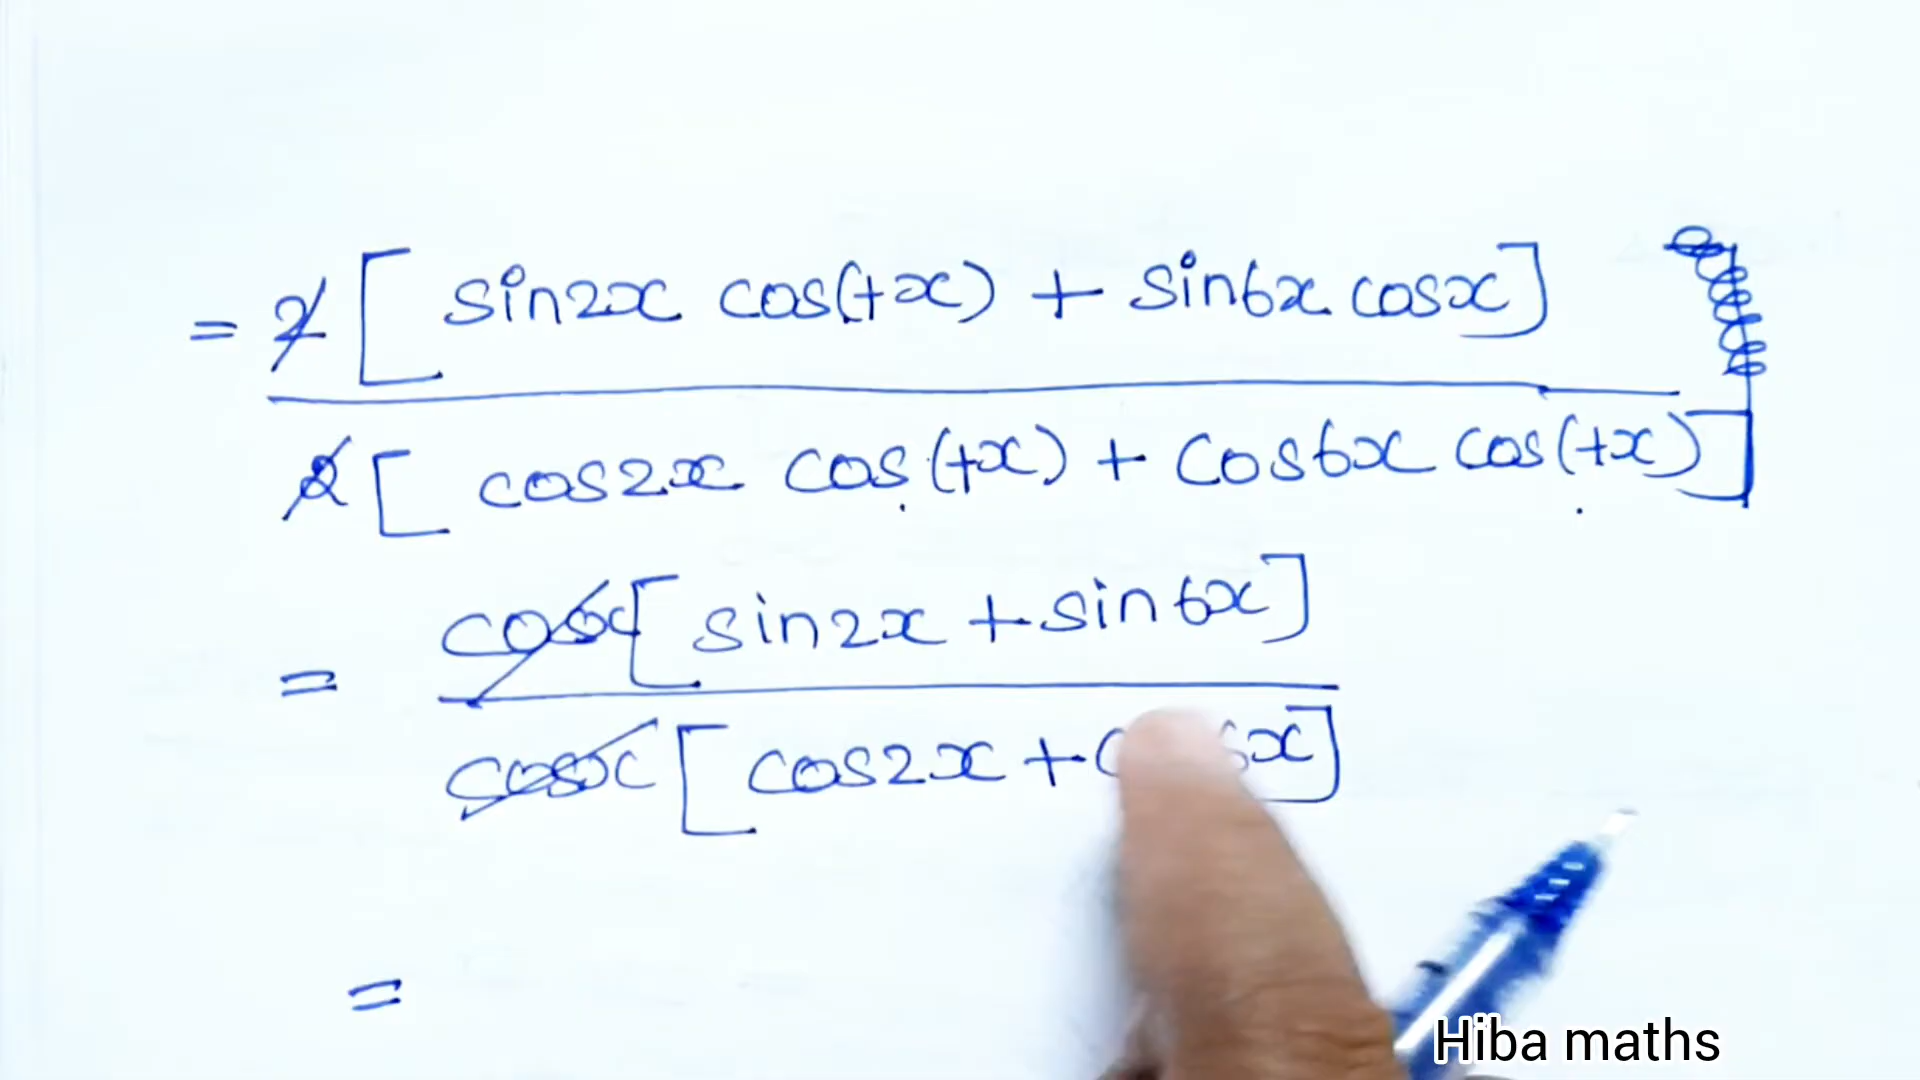 = 2 [ sin2x cos(+x) + sin6x cosx ]
2 [ cos2x cos(+x) + cos6x cos(+x) ]
= cosx [ sin2x + sin6x ]
cosx [ cos2x + x ]
=
Hiba maths